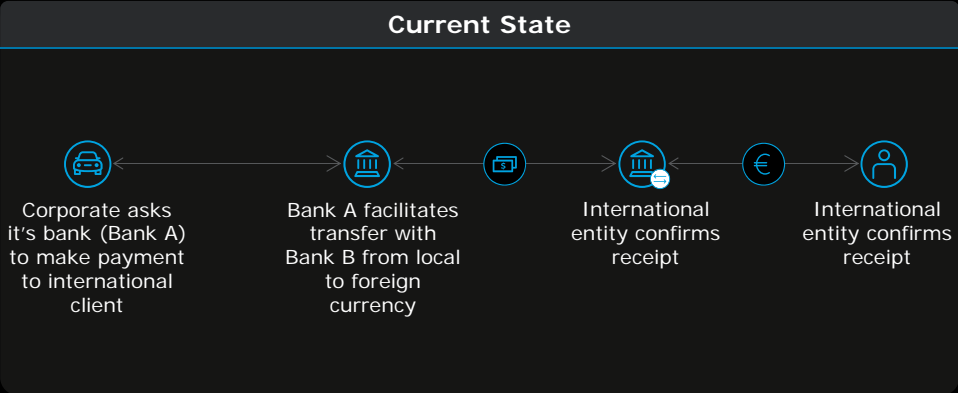 Current State
Corporate asks
it's bank (Bank A)
to make payment
to international
client
Bank A facilitates
transfer with
Bank B from local
to foreign
currency
International
entity confirms
receipt
International
entity confirms
receipt